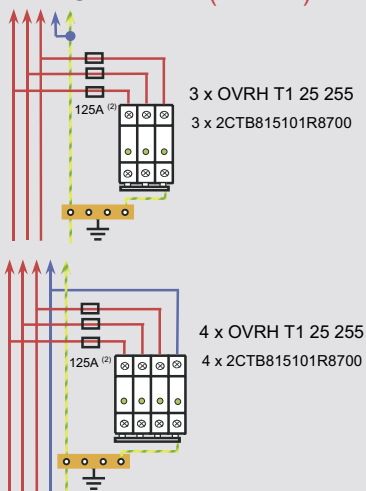 3 x OVRH T1 25 255
125A (2)
3 x 2CTB815101R8700
4 x OVRH T1 25 255
125A (2)
4 x 2CTB815101R8700